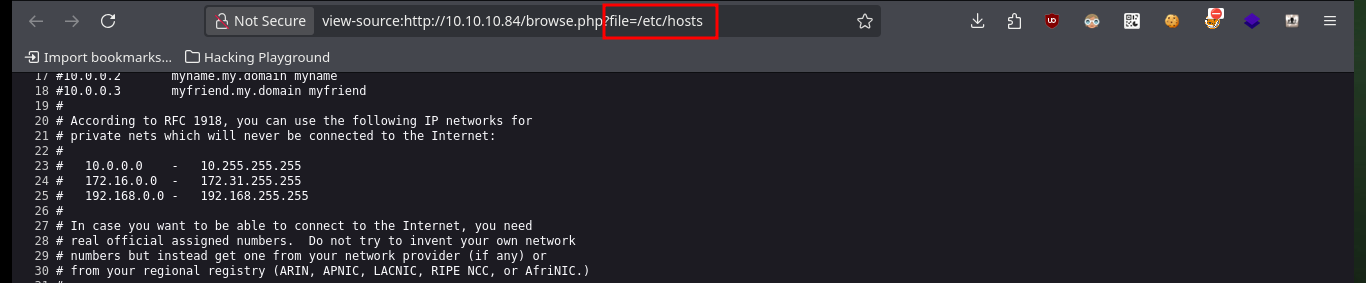 Not Secure view-source:http://10.10.10.84/browse.php?file=/etc/hosts
Import bookmarks... Hacking Playground
17 #10.0.0.2 myname.my.domain myname
18 #10.0.0.3 myfriend.my.domain myfriend
19 #
20 # According to RFC 1918, you can use the following IP networks for
21 # private nets which will never be connected to the Internet:
22 #
23 # 10.0.0.0 - 10.255.255.255
24 # 172.16.0.0 - 172.31.255.255
25 # 192.168.0.0 - 192.168.255.255
26 #
27 # In case you want to be able to connect to the Internet, you need
28 # real official assigned numbers. Do not try to invent your own network
29 # numbers but instead get one from your network provider (if any) or
30 # from your regional registry (ARIN, APNIC, LACNIC, RIPE NCC, or AfriNIC.)